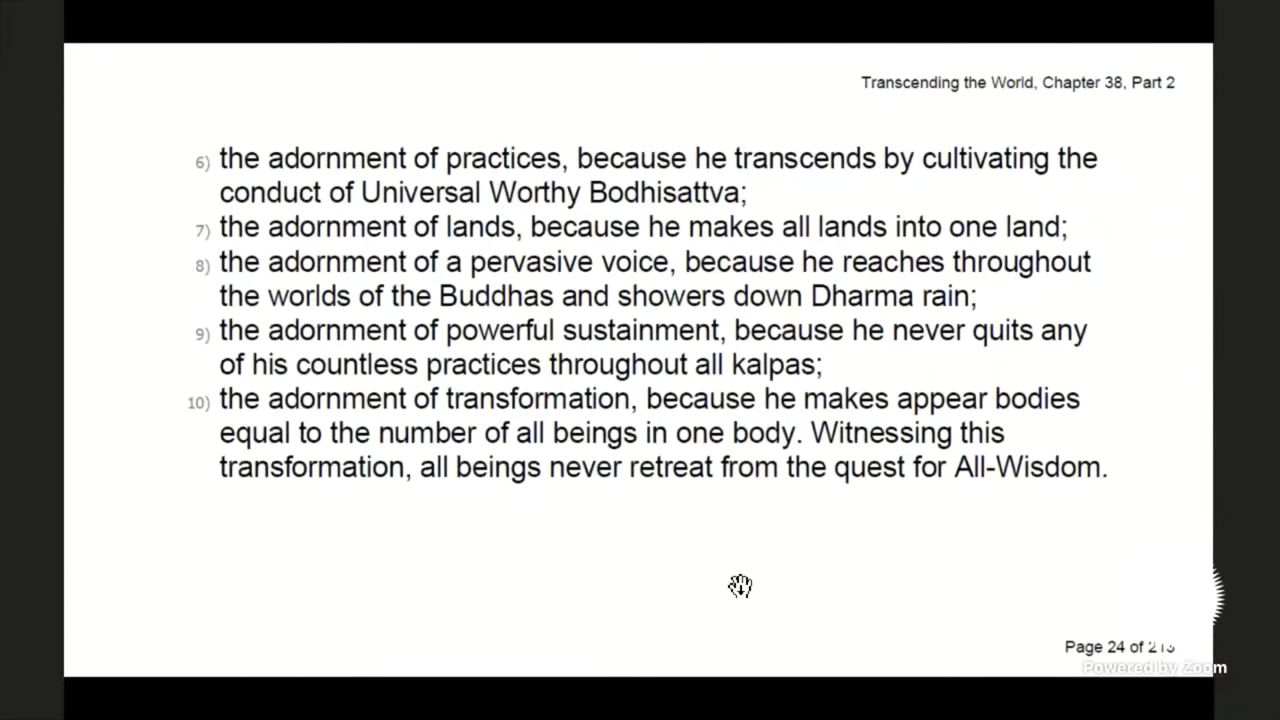 Transcending the World, Chapter 38, Part 2
6) the adornment of practices, because he transcends by cultivating the
conduct of Universal Worthy Bodhisattva;
7) the adornment of lands, because he makes all lands into one land;
8) the adornment of a pervasive voice, because he reaches throughout
the worlds of the Buddhas and showers down Dharma rain;
9) the adornment of powerful sustainment, because he never quits any
of his countless practices throughout all kalpas;
10) the adornment of transformation, because he makes appear bodies
equal to the number of all beings in one body. Witnessing this
transformation, all beings never retreat from the quest for All-Wisdom.
Page 24 of
Powered by Zoom